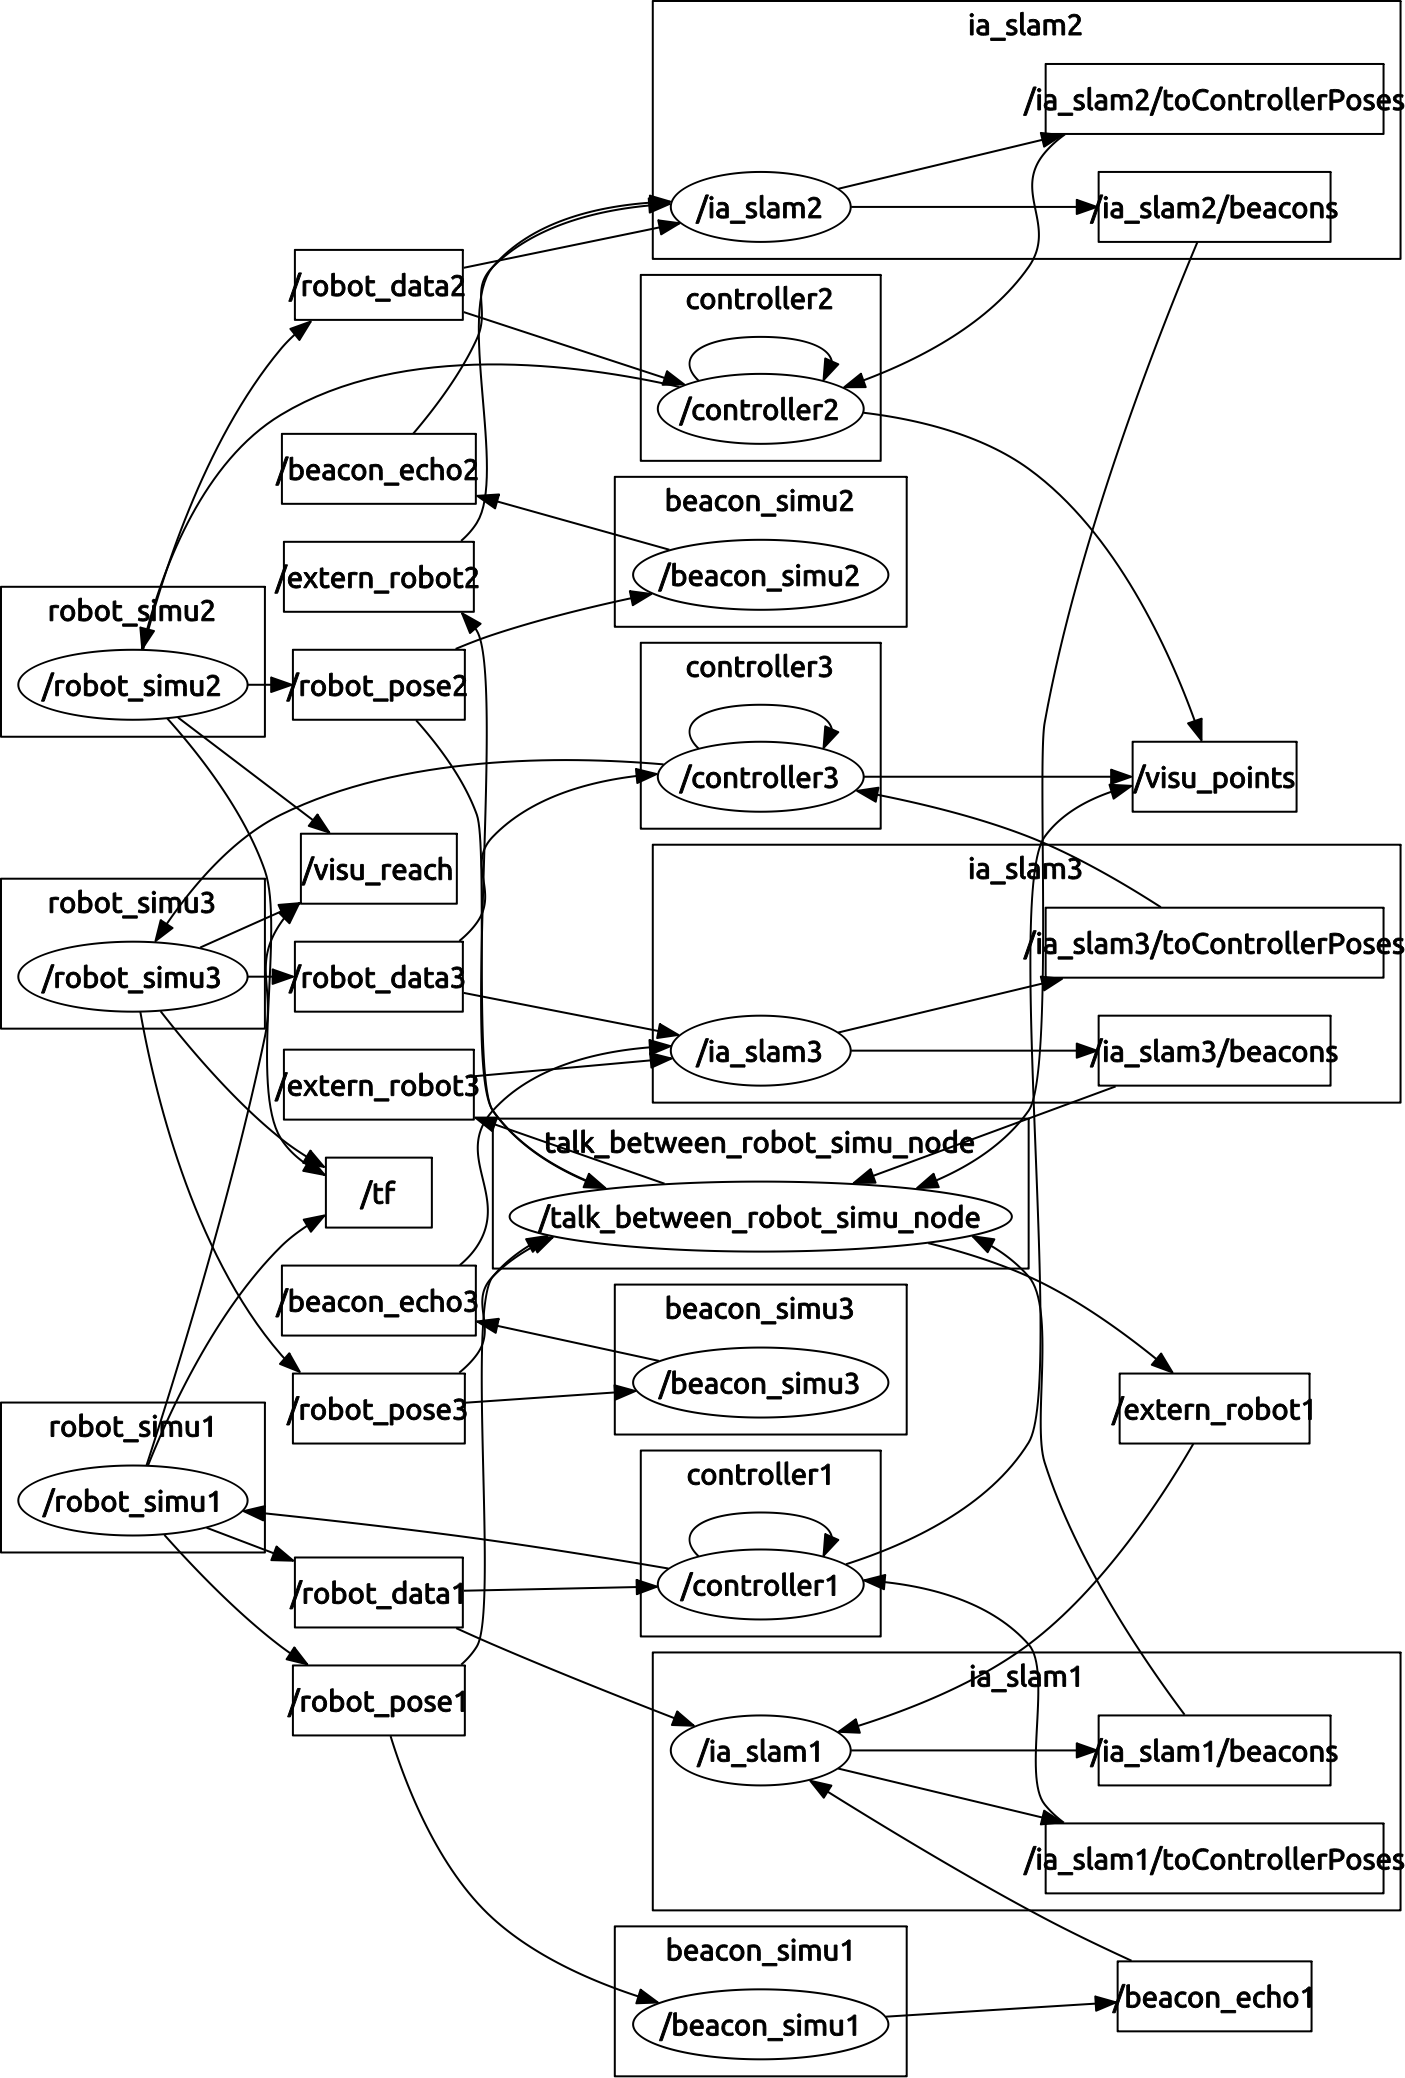 ia_slam2
/ia_slam2/toControllerPoses
/ia_slam2
/ia_slam2/beacons
/robot_data2
controller2
/controller2
/beacon_echo2
beacon_simu2
/beacon_simu2
/extern_robot2
robot_simu2
/robot_simu2
/robot_pose2
controller3
/controller3
/visu_points
/visu_reach
ia_slam3
/ia_slam3/toControllerPoses
robot_simu3
/robot_simu3
/robot_data3
/ia_slam3
/ia_slam3/beacons
/extern_robot3
talk_between_robot_simu_node
/talk_between_robot_simu_node
/tf
/beacon_echo3
beacon_simu3
/beacon_simu3
/robot_pose3
/extern_robot1
robot_simu1
/robot_simu1
controller1
/controller1
/robot_data1
/robot_pose1
ia_slam1
/ia_slam1
/ia_slam1/beacons
/ia_slam1/toControllerPoses
beacon_simu1
/beacon_simu1
/beacon_echo1